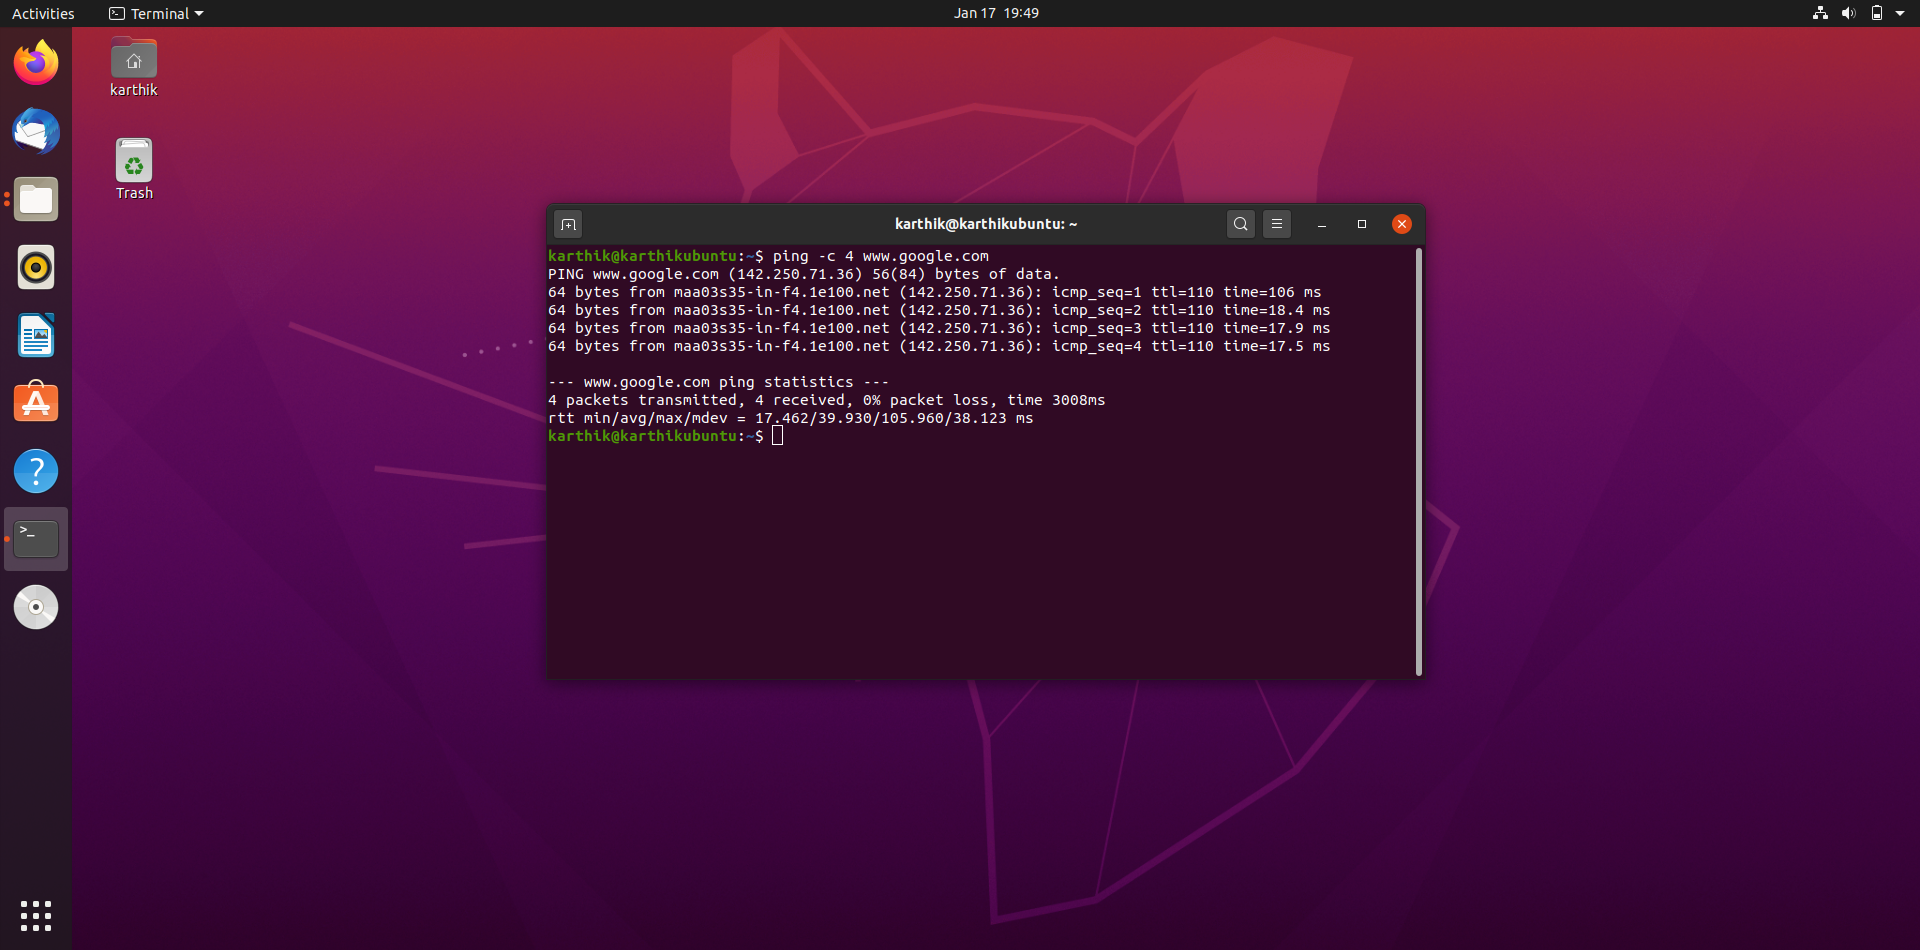 Activities
Terminal
Jan 17 19:49
karthik
Trash
karthik@karthikubuntu: ~
karthik@karthikubuntu:~$ ping -c 4 www.google.com
PING www.google.com (142.250.71.36) 56(84) bytes of data.
64 bytes from maa03s35-in-f4.1e100.net (142.250.71.36): icmp_seq=1 ttl=110 time=106 ms
64 bytes from maa03s35-in-f4.1e100.net (142.250.71.36): icmp_seq=2 ttl=110 time=18.4 ms
64 bytes from maa03s35-in-f4.1e100.net (142.250.71.36): icmp_seq=3 ttl=110 time=17.9 ms
64 bytes from maa03s35-in-f4.1e100.net (142.250.71.36): icmp_seq=4 ttl=110 time=17.5 ms
--- www.google.com ping statistics ---
4 packets transmitted, 4 received, 0% packet loss, time 3008ms
rtt min/avg/max/mdev = 17.462/39.930/105.960/38.123 ms
karthik@karthikubuntu:~$